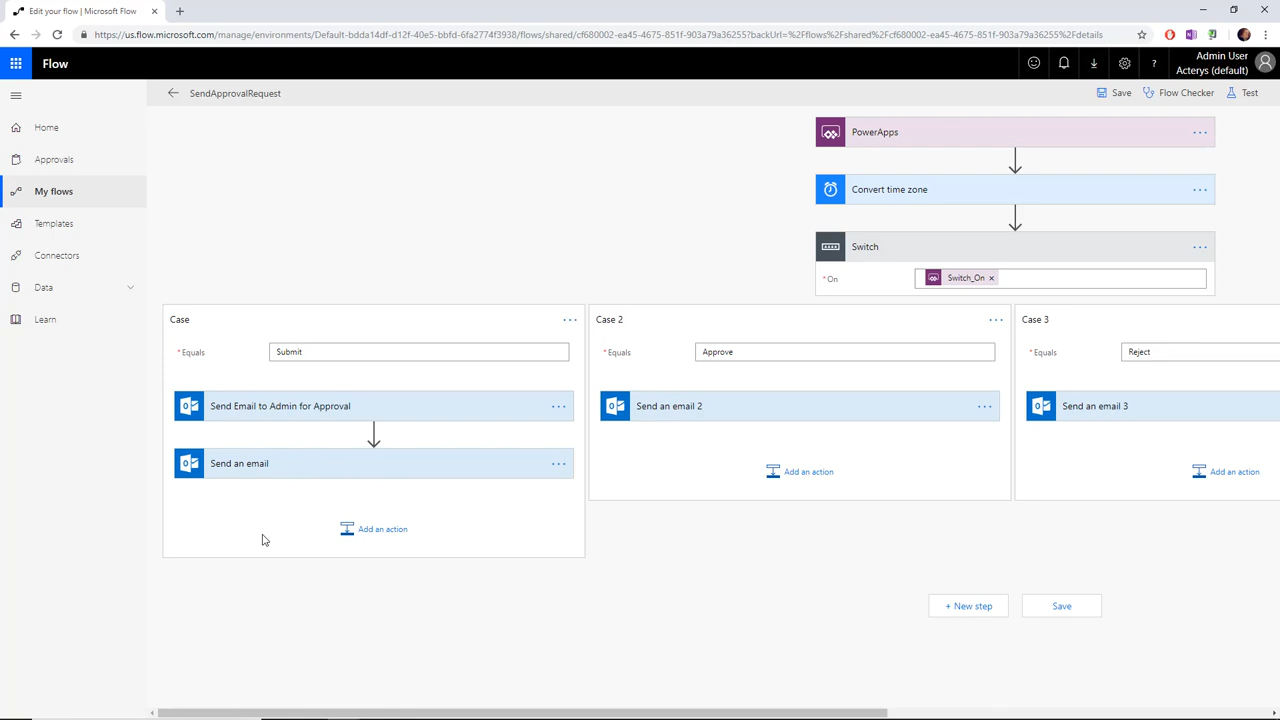 Edit your flow | Microsoft Flow
https://us.flow.microsoft.com/manage/environments/Default-bdda14df-d12f-40e5-bbfd-6fa2774f3938/flows/shared/cf680002-ea45-4675-851f-903a79a36255?backUrl=%2Fflows%2Fshared%2Fcf680002-ea45-4675-851f-903a79a36255%2Fdetails
Flow
?
Admin User
Acterys (default)
SendApprovalRequest
Save
Flow Checker
Test
Home
Approvals
My flows
Templates
Connectors
Data
Learn
PowerApps
Convert time zone
Switch
* On
Switch_On ×
Case
* Equals
Submit
Send Email to Admin for Approval
Send an email
Add an action
Case 2
* Equals
Approve
Send an email 2
Add an action
Case 3
* Equals
Reject
Send an email 3
Add an action
+ New step
Save